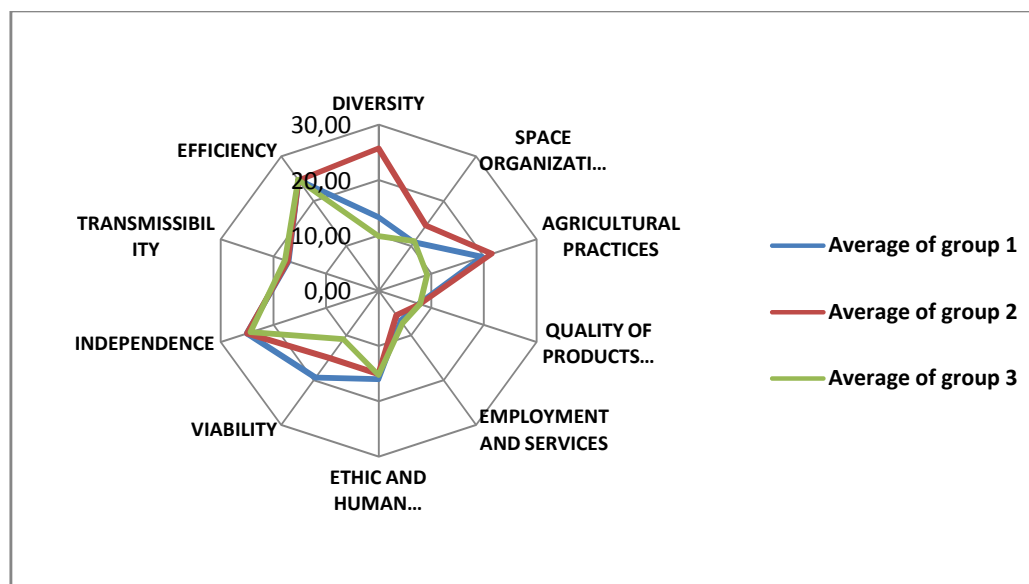 DIVERSITY
30,00
SPACE
ORGANIZATI...
EFFICIENCY
20,00
TRANSMISSIBIL
ITY
AGRICULTURAL
PRACTICES
10,00
0,00
INDEPENDENCE
QUALITY OF
PRODUCTS...
VIABILITY
EMPLOYMENT
AND SERVICES
ETHIC AND
HUMAN...
Average of group 1
Average of group 2
Average of group 3